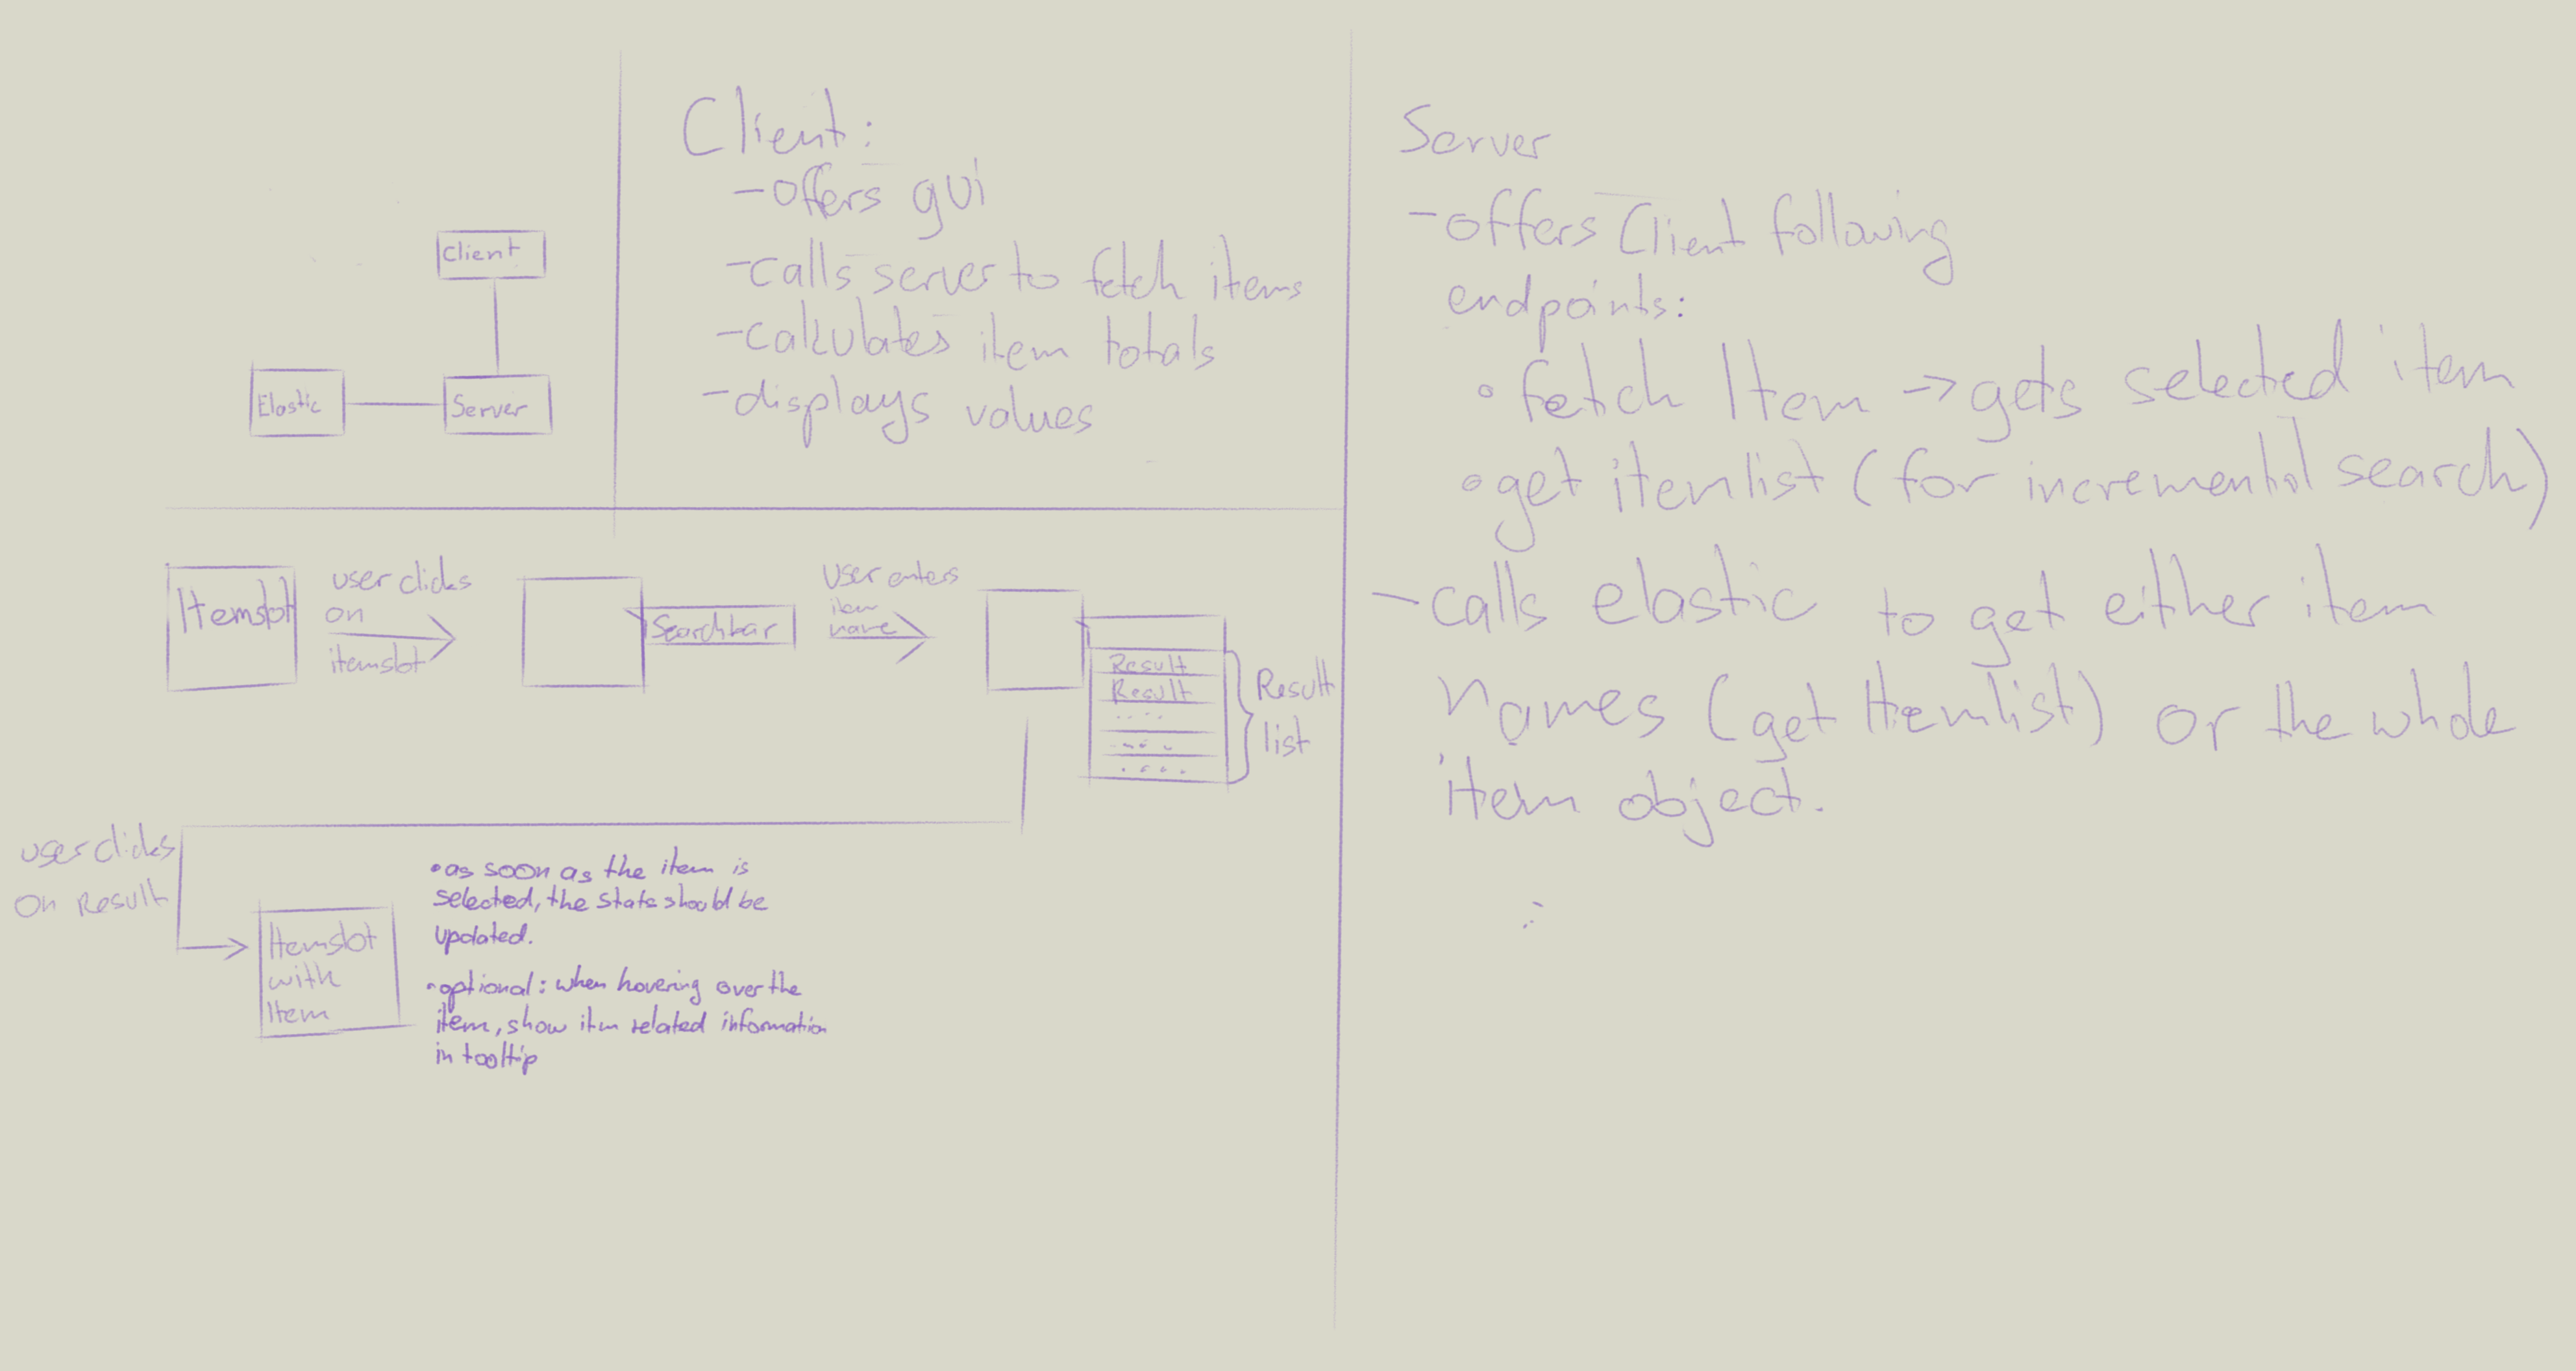 Client
Elastic
Server
Client:
-offers gui
-calls server to fetch items
-calkulates item totals
-displays values
Server
-offers Client following
endpoints:
• fetch Item -> gets selected item
• get itemlist (for incremental search)
-calls elastic to get either item
names (get Itemlist) or the whole
item object.
Itemslot
user clicks
on
itemslot
Searchbar
User enters
item
name
Result
Result
.....
.....
....
Result
list
user clicks
on Result
Itemslot
with
Item
•as soon as the item is
selected, the stats should be
updated.
•optional: when hovering over the
item, show itm related information
in tooltip